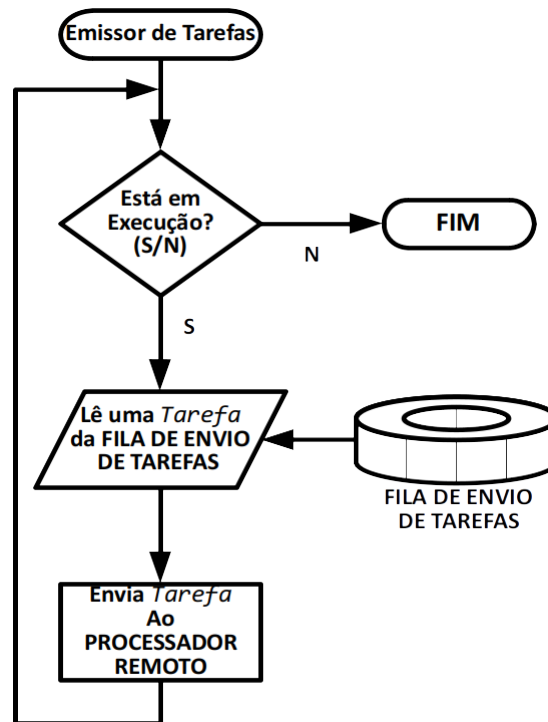 Emissor de Tarefas
Está em
Execução?
(S/N)
FIM
N
S
Lê uma Tarefa
da FILA DE ENVIO
DE TAREFAS
FILA DE ENVIO
DE TAREFAS
Envia Tarefa
Ao
PROCESSADOR
REMOTO